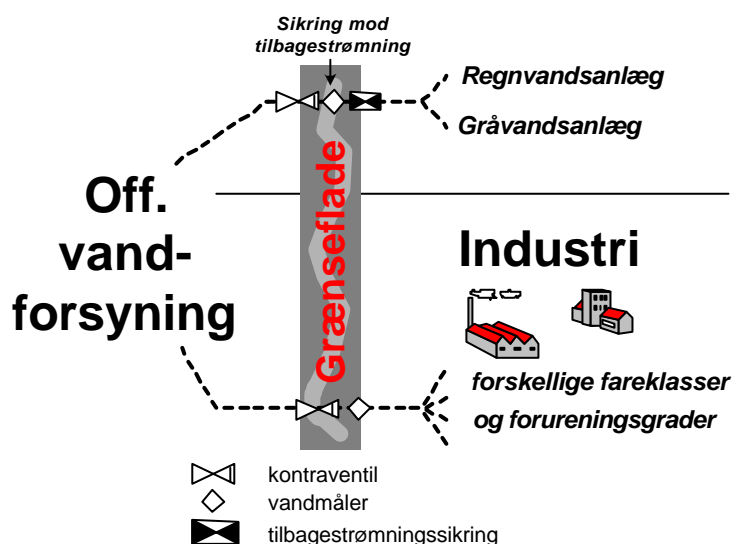 Sikring mod
tilbagestrømning
Regnvandsanlæg
Gråvandsanlæg
Grænseflade
Off.
vand-
forsyning
Industri
forskellige fareklasser
og forureningsgrader
kontraventil
vandmåler
tilbagestrømningssikring